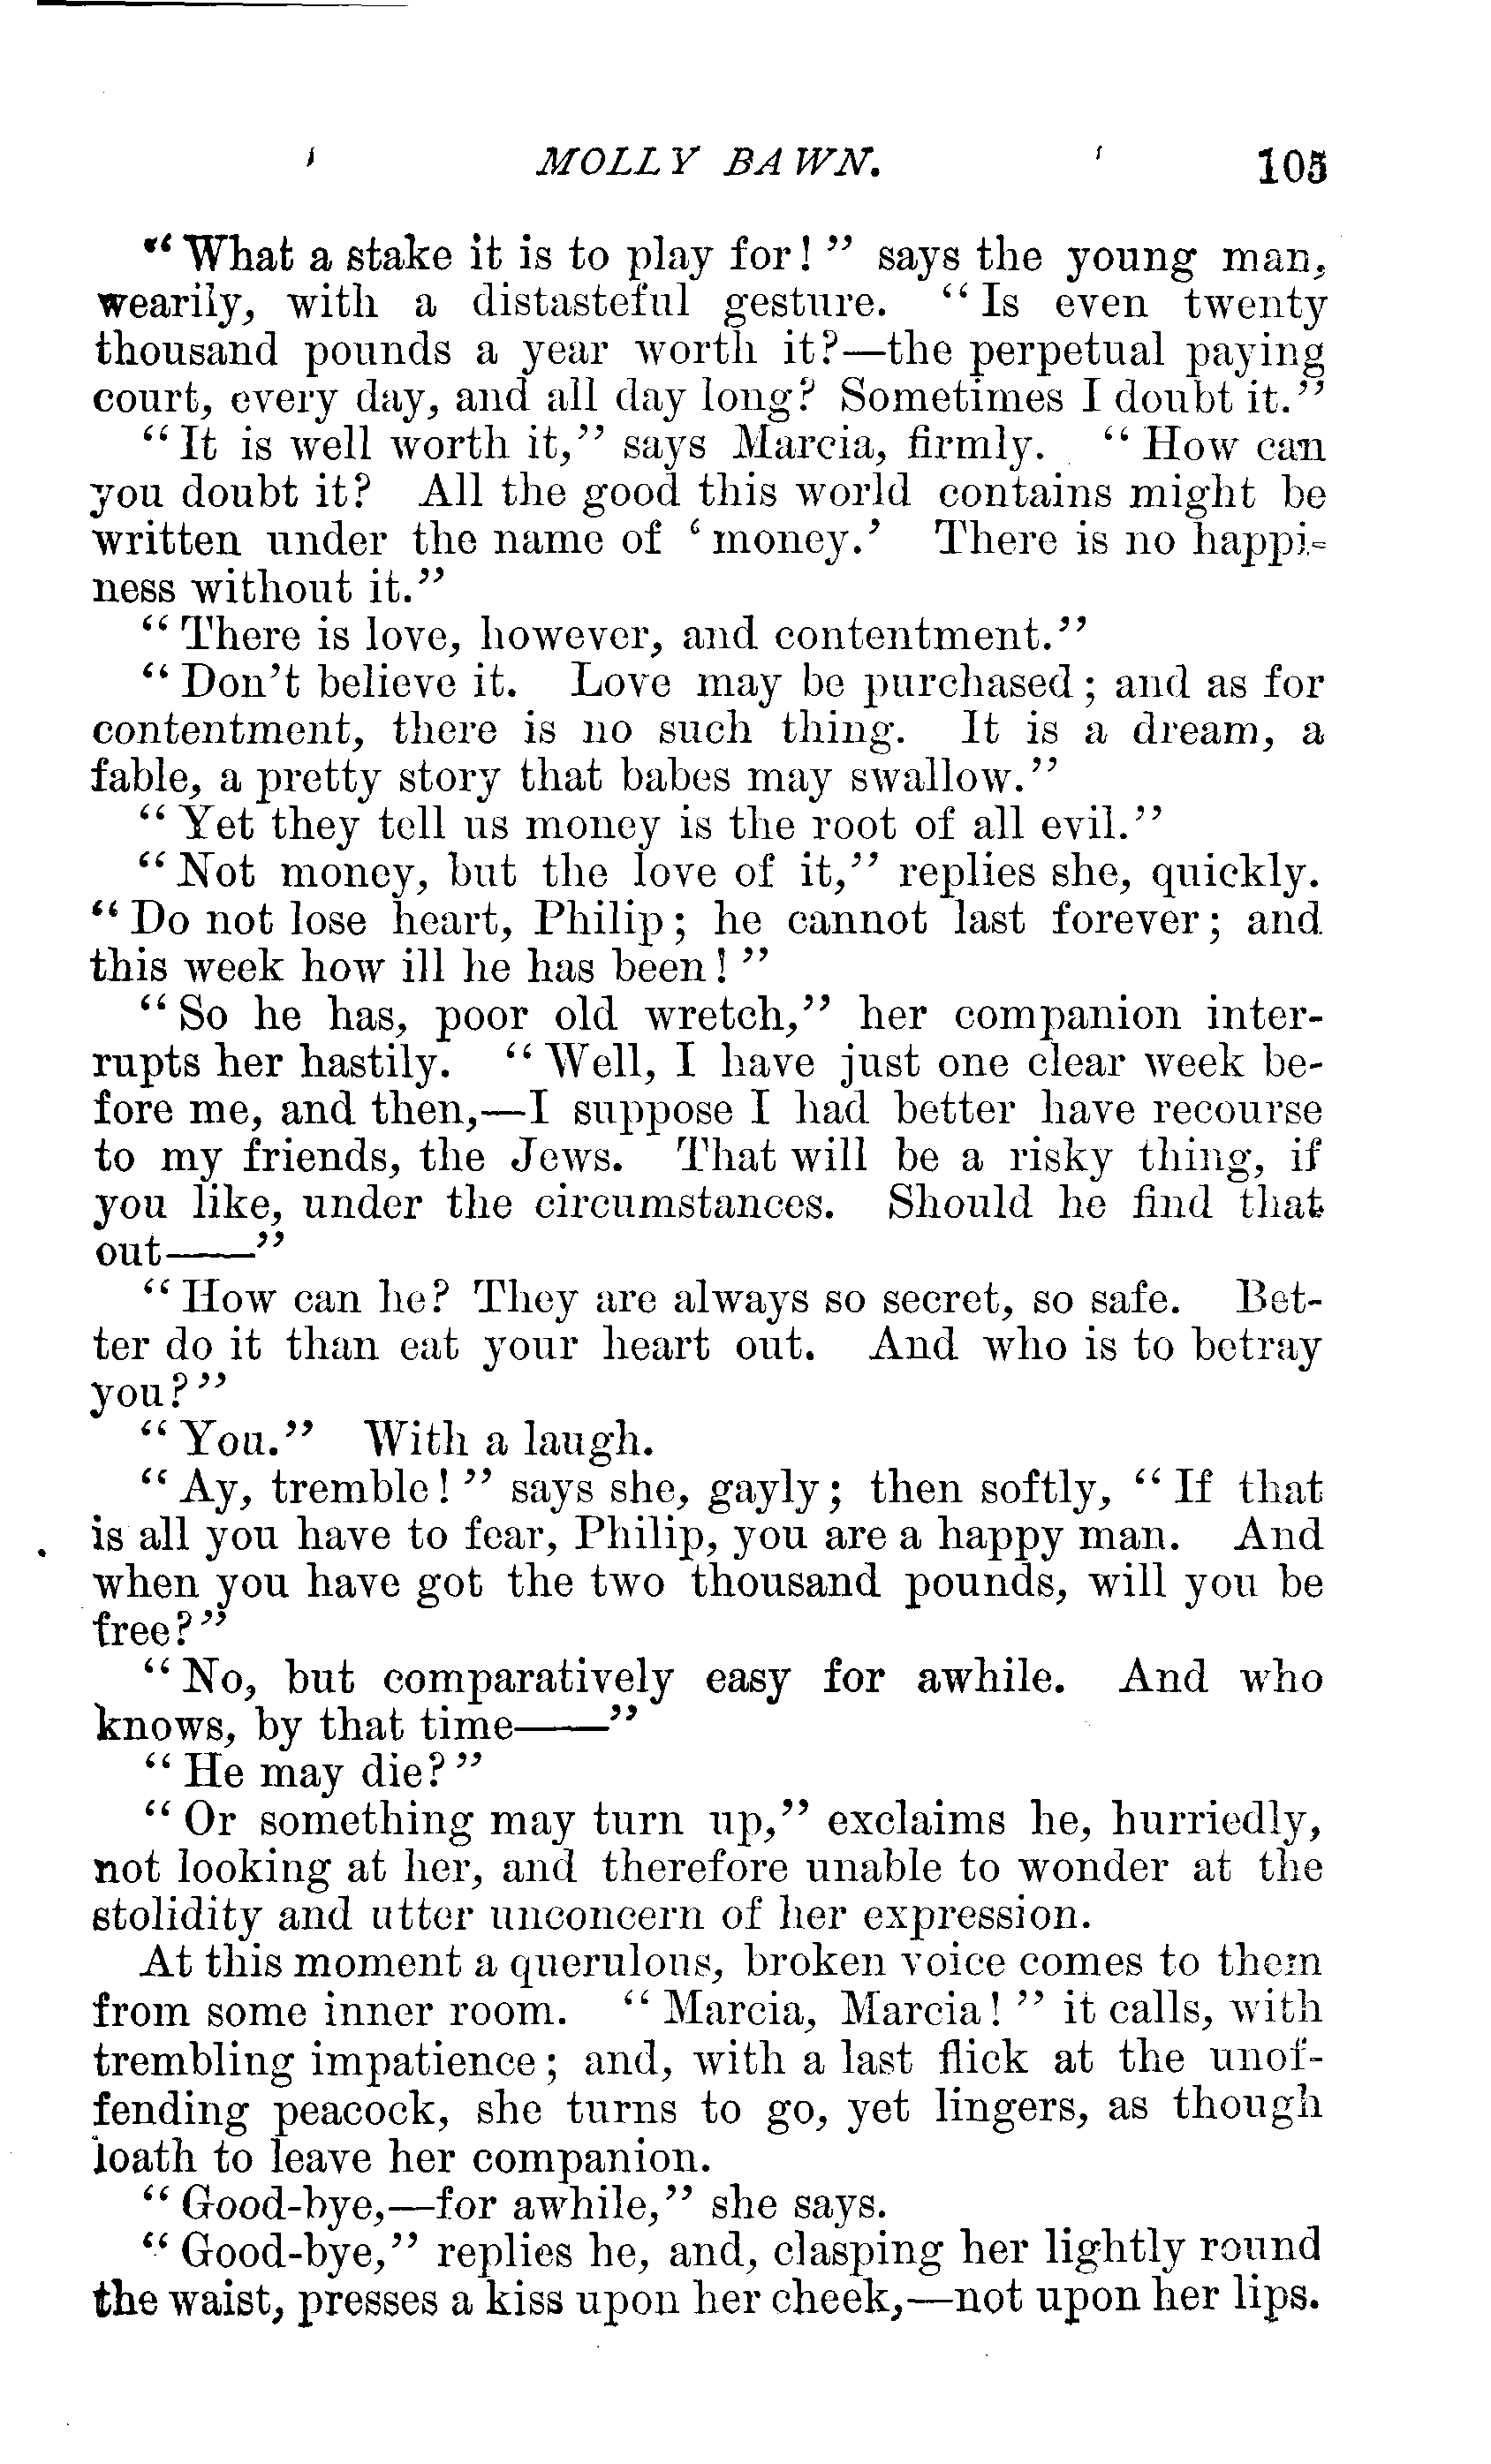 MOLLY BAWN. 105
"What a stake it is to play for!" says the young man,
wearily, with a distasteful gesture. "Is even twenty
thousand pounds a year worth it?—the perpetual paying
court, every day, and all day long? Sometimes I doubt it."
"It is well worth it," says Marcia, firmly. "How can
you doubt it? All the good this world contains might be
written under the name of 'money.' There is no happi-
ness without it."
"There is love, however, and contentment."
"Don't believe it. Love may be purchased; and as for
contentment, there is no such thing. It is a dream, a
fable, a pretty story that babes may swallow."
"Yet they tell us money is the root of all evil."
"Not money, but the love of it," replies she, quickly.
"Do not lose heart, Philip; he cannot last forever; and
this week how ill he has been!"
"So he has, poor old wretch," her companion inter-
rupts her hastily. "Well, I have just one clear week be-
fore me, and then,—I suppose I had better have recourse
to my friends, the Jews. That will be a risky thing, if
you like, under the circumstances. Should he find that
out——"
"How can he? They are always so secret, so safe. Bet-
ter do it than eat your heart out. And who is to betray
you?"
"You." With a laugh.
"Ay, tremble!" says she, gayly; then softly, "If that
is all you have to fear, Philip, you are a happy man. And
when you have got the two thousand pounds, will you be
free?"
"No, but comparatively easy for awhile. And who
knows, by that time——"
"He may die?"
"Or something may turn up," exclaims he, hurriedly,
not looking at her, and therefore unable to wonder at the
stolidity and utter unconcern of her expression.
At this moment a querulous, broken voice comes to them
from some inner room. "Marcia, Marcia!" it calls, with
trembling impatience; and, with a last flick at the unof-
fending peacock, she turns to go, yet lingers, as though
loath to leave her companion.
"Good-bye,—for awhile," she says.
"Good-bye," replies he, and, clasping her lightly round
the waist, presses a kiss upon her cheek,—not upon her lips.